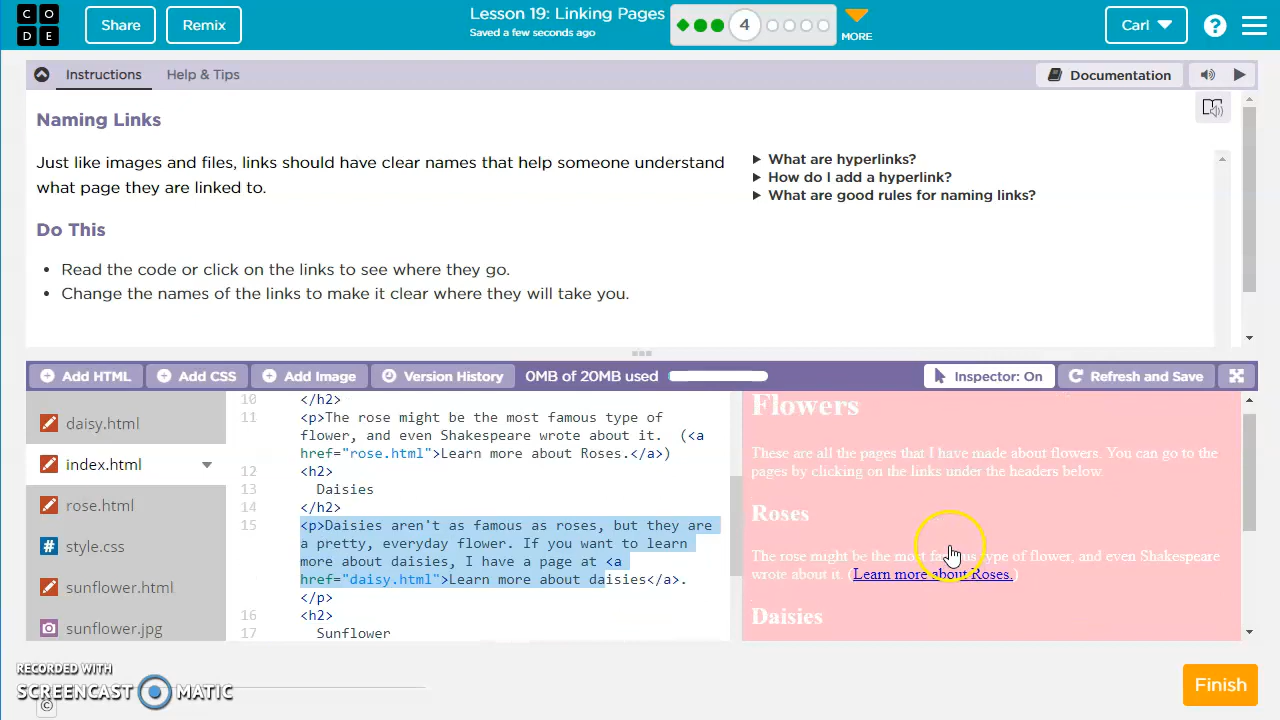 CO
DE
Share
Remix
Lesson 19: Linking Pages
Saved a few seconds ago
4
MORE
Carl
?
Instructions
Help & Tips
Documentation
Naming Links
Just like images and files, links should have clear names that help someone understand
what page they are linked to.
Do This
• Read the code or click on the links to see where they go.
• Change the names of the links to make it clear where they will take you.
What are hyperlinks?
How do I add a hyperlink?
What are good rules for naming links?
Add HTML
Add CSS
Add Image
Version History
0MB of 20MB used
Inspector: On
Refresh and Save
daisy.html
index.html
rose.html
style.css
sunflower.html
sunflower.jpg
10 </h2>
11 <p>The rose might be the most famous type of
flower, and even Shakespeare wrote about it. (<a
href="rose.html">Learn more about Roses.</a>)
12 <h2>
13 Daisies
14 </h2>
15 <p>Daisies aren't as famous as roses, but they are
a pretty, everyday flower. If you want to learn
more about daisies, I have a page at <a
href="daisy.html">Learn more about daisies</a>.
</p>
16 <h2>
17 Sunflower
Flowers
These are all the pages that I have made about flowers. You can go to the
pages by clicking on the links under the headers below.
Roses
The rose might be the most famous type of flower, and even Shakespeare
wrote about it. (Learn more about Roses.)
Daisies
RECORDED WITH
SCREENCAST MATIC
©
Finish